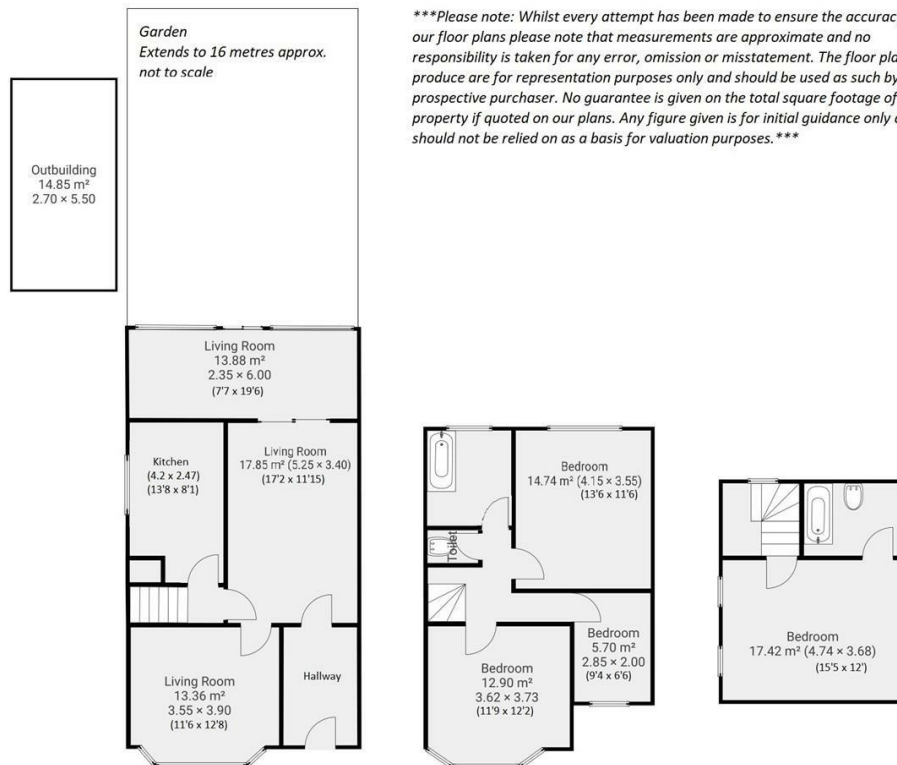 Garden
Extends to 16 metres approx.
not to scale
***Please note: Whilst every attempt has been made to ensure the accurac
our floor plans please note that measurements are approximate and no
responsibility is taken for any error, omission or misstatement. The floor pla
produce are for representation purposes only and should be used as such by
prospective purchaser. No guarantee is given on the total square footage of
property if quoted on our plans. Any figure given is for initial guidance only
should not be relied on as a basis for valuation purposes.***
Outbuilding
14.85 m²
2.70 × 5.50
Living Room
13.88 m²
2.35 × 6.00
(7'7 x 19'6)
Kitchen
(4.2 x 2.47)
(13'8 x 8'1)
Living Room
17.85 m² (5.25 × 3.40)
(17'2 x 11'15)
Living Room
13.36 m²
3.55 × 3.90
(11'6 x 12'8)
Hallway
Bedroom
14.74 m² (4.15 × 3.55)
(13'6 x 11'6)
Toilet
Bedroom
5.70 m²
2.85 × 2.00
(9'4 x 6'6)
Bedroom
12.90 m²
3.62 × 3.73
(11'9 x 12'2)
Bedroom
17.42 m² (4.74 × 3.68)
(15'5 x 12')